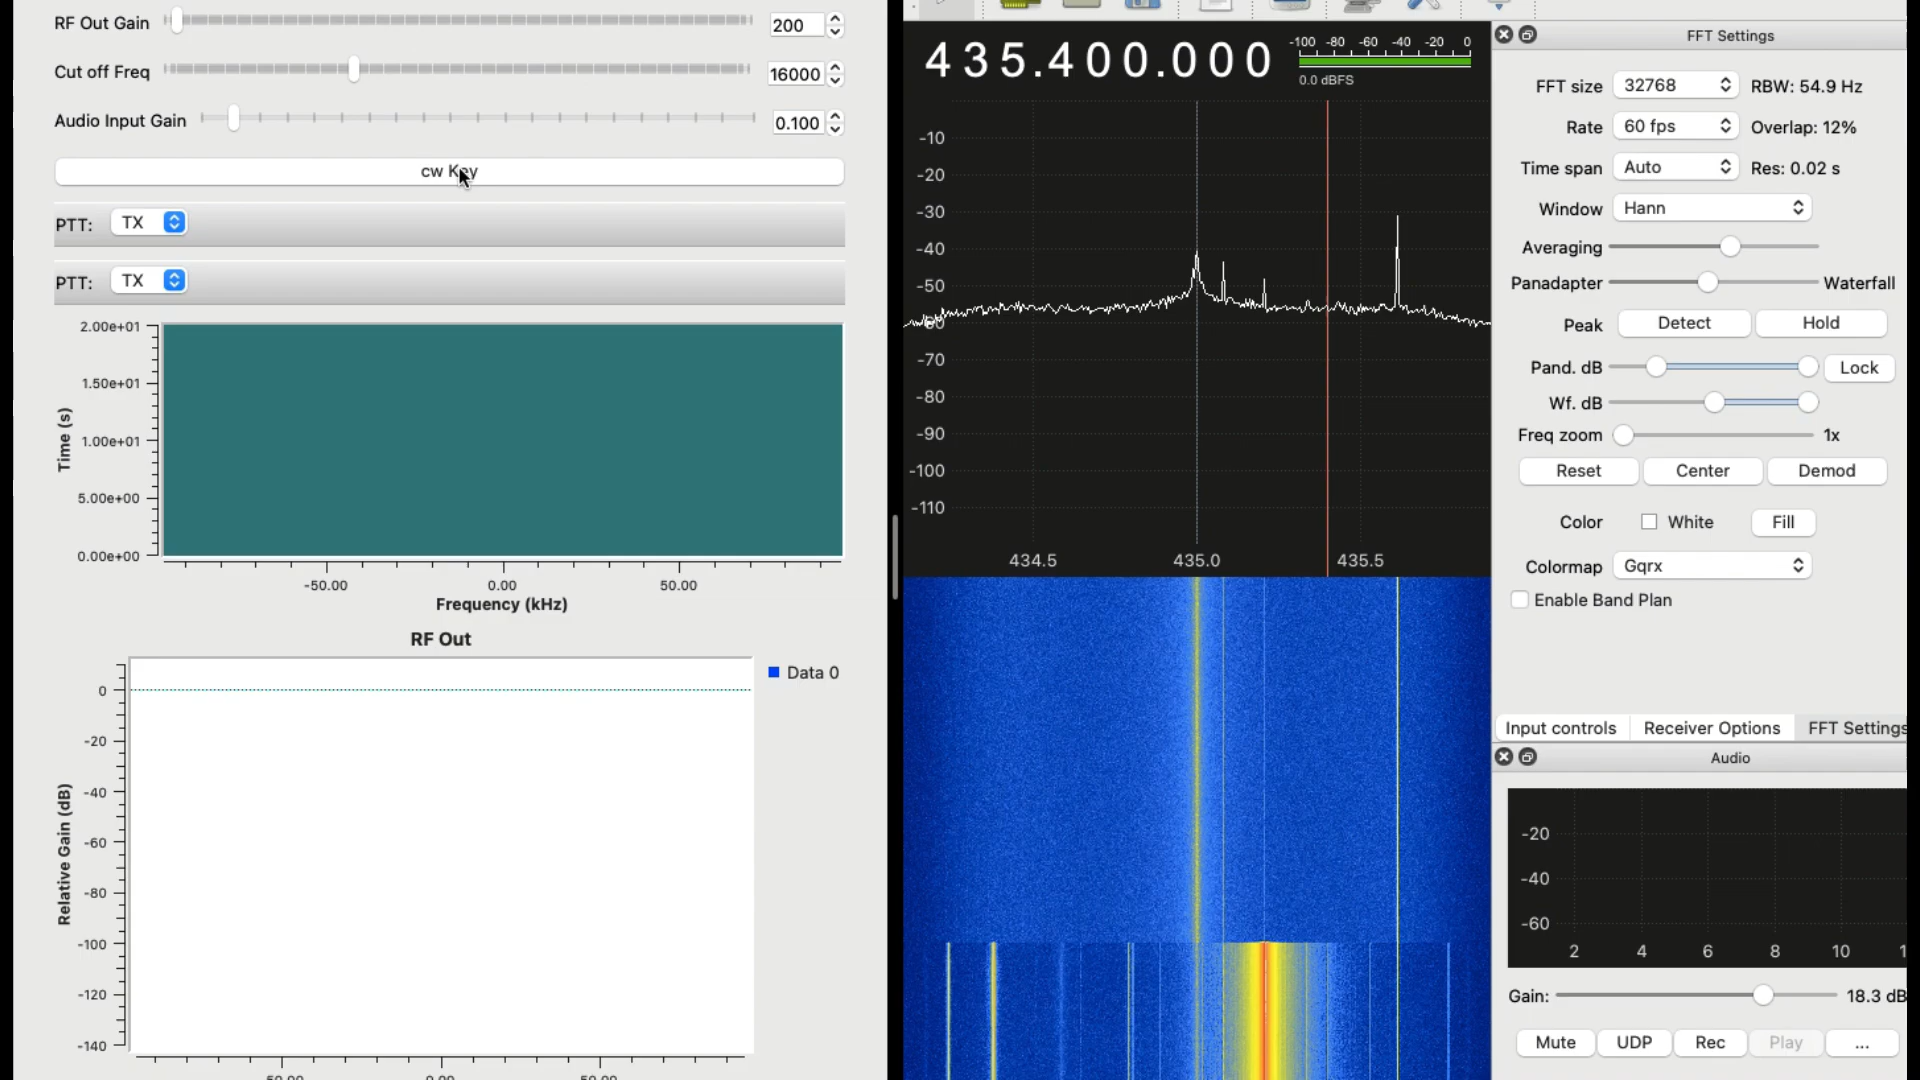 RF Out Gain 200
Cut off Freq 16000
Audio Input Gain 0.100
cw Key
PTT: TX
PTT: TX
2.00e+01
1.50e+01
1.00e+01
5.00e+00
0.00e+00
Time (s)
-50.00 0.00 50.00
Frequency (kHz)
RF Out
Data 0
0
-20
-40
-60
-80
-100
-120
-140
Relative Gain (dB)
435.400.000
-100 -80 -60 -40 -20 0
0.0 dBFS
-10
-20
-30
-40
-50
-60
-70
-80
-90
-100
-110
434.5 435.0 435.5
FFT Settings
FFT size 32768 RBW: 54.9 Hz
Rate 60 fps Overlap: 12%
Time span Auto Res: 0.02 s
Window Hann
Averaging
Panadapter Waterfall
Peak Detect Hold
Pand. dB Lock
Wf. dB
Freq zoom 1x
Reset Center Demod
Color White Fill
Colormap Gqrx
Enable Band Plan
Input controls Receiver Options FFT Settings
Audio
-20
-40
-60
2 4 6 8 10
Gain: 18.3 dB
Mute UDP Rec Play ...